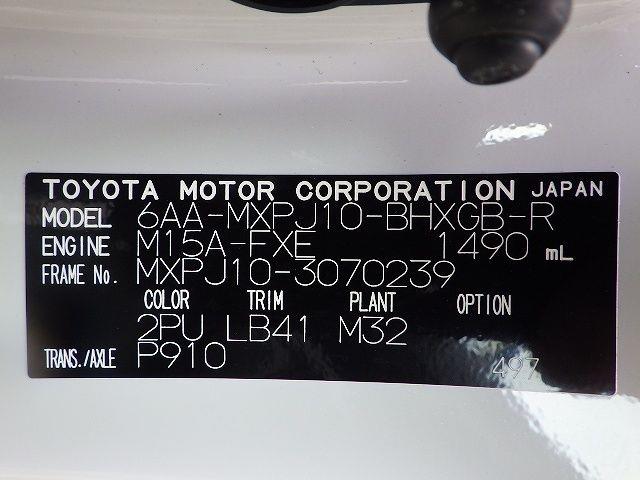 TOYOTA MOTOR CORPORATION JAPAN
MODEL 6AA-MXPJ10-BHXGB-R
ENGINE M15A-FXE 1490 mL
FRAME No. MXPJ10-3070239
COLOR TRIM PLANT OPTION
2PU LB41 M32
TRANS./AXLE P910
497